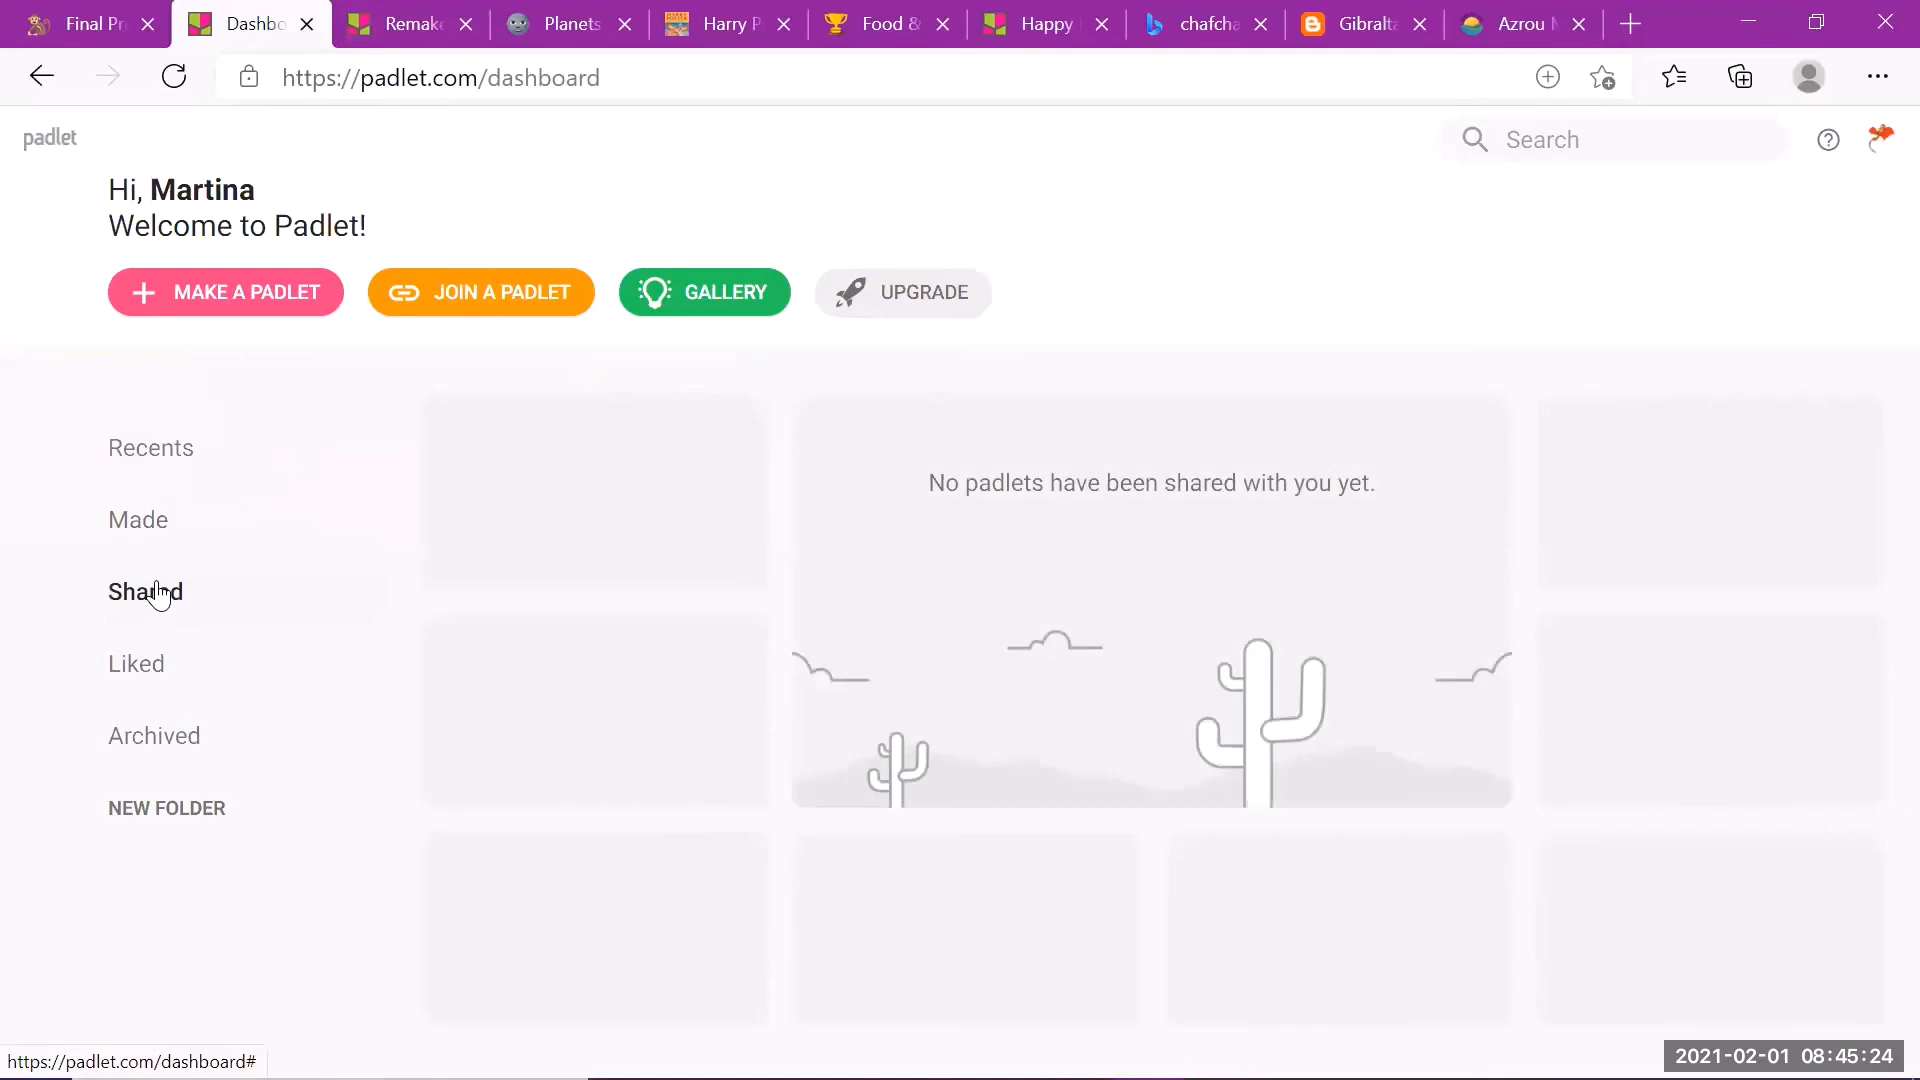 Final Pr
Dashbo
Remake
Planets
Harry P
Food &
Happy
chafcha
Gibralta
Azrou
https://padlet.com/dashboard
padlet
Search
Hi, Martina
Welcome to Padlet!
MAKE A PADLET
JOIN A PADLET
GALLERY
UPGRADE
Recents
Made
Shared
Liked
Archived
NEW FOLDER
No padlets have been shared with you yet.
https://padlet.com/dashboard#
2021-02-01 08:45:24